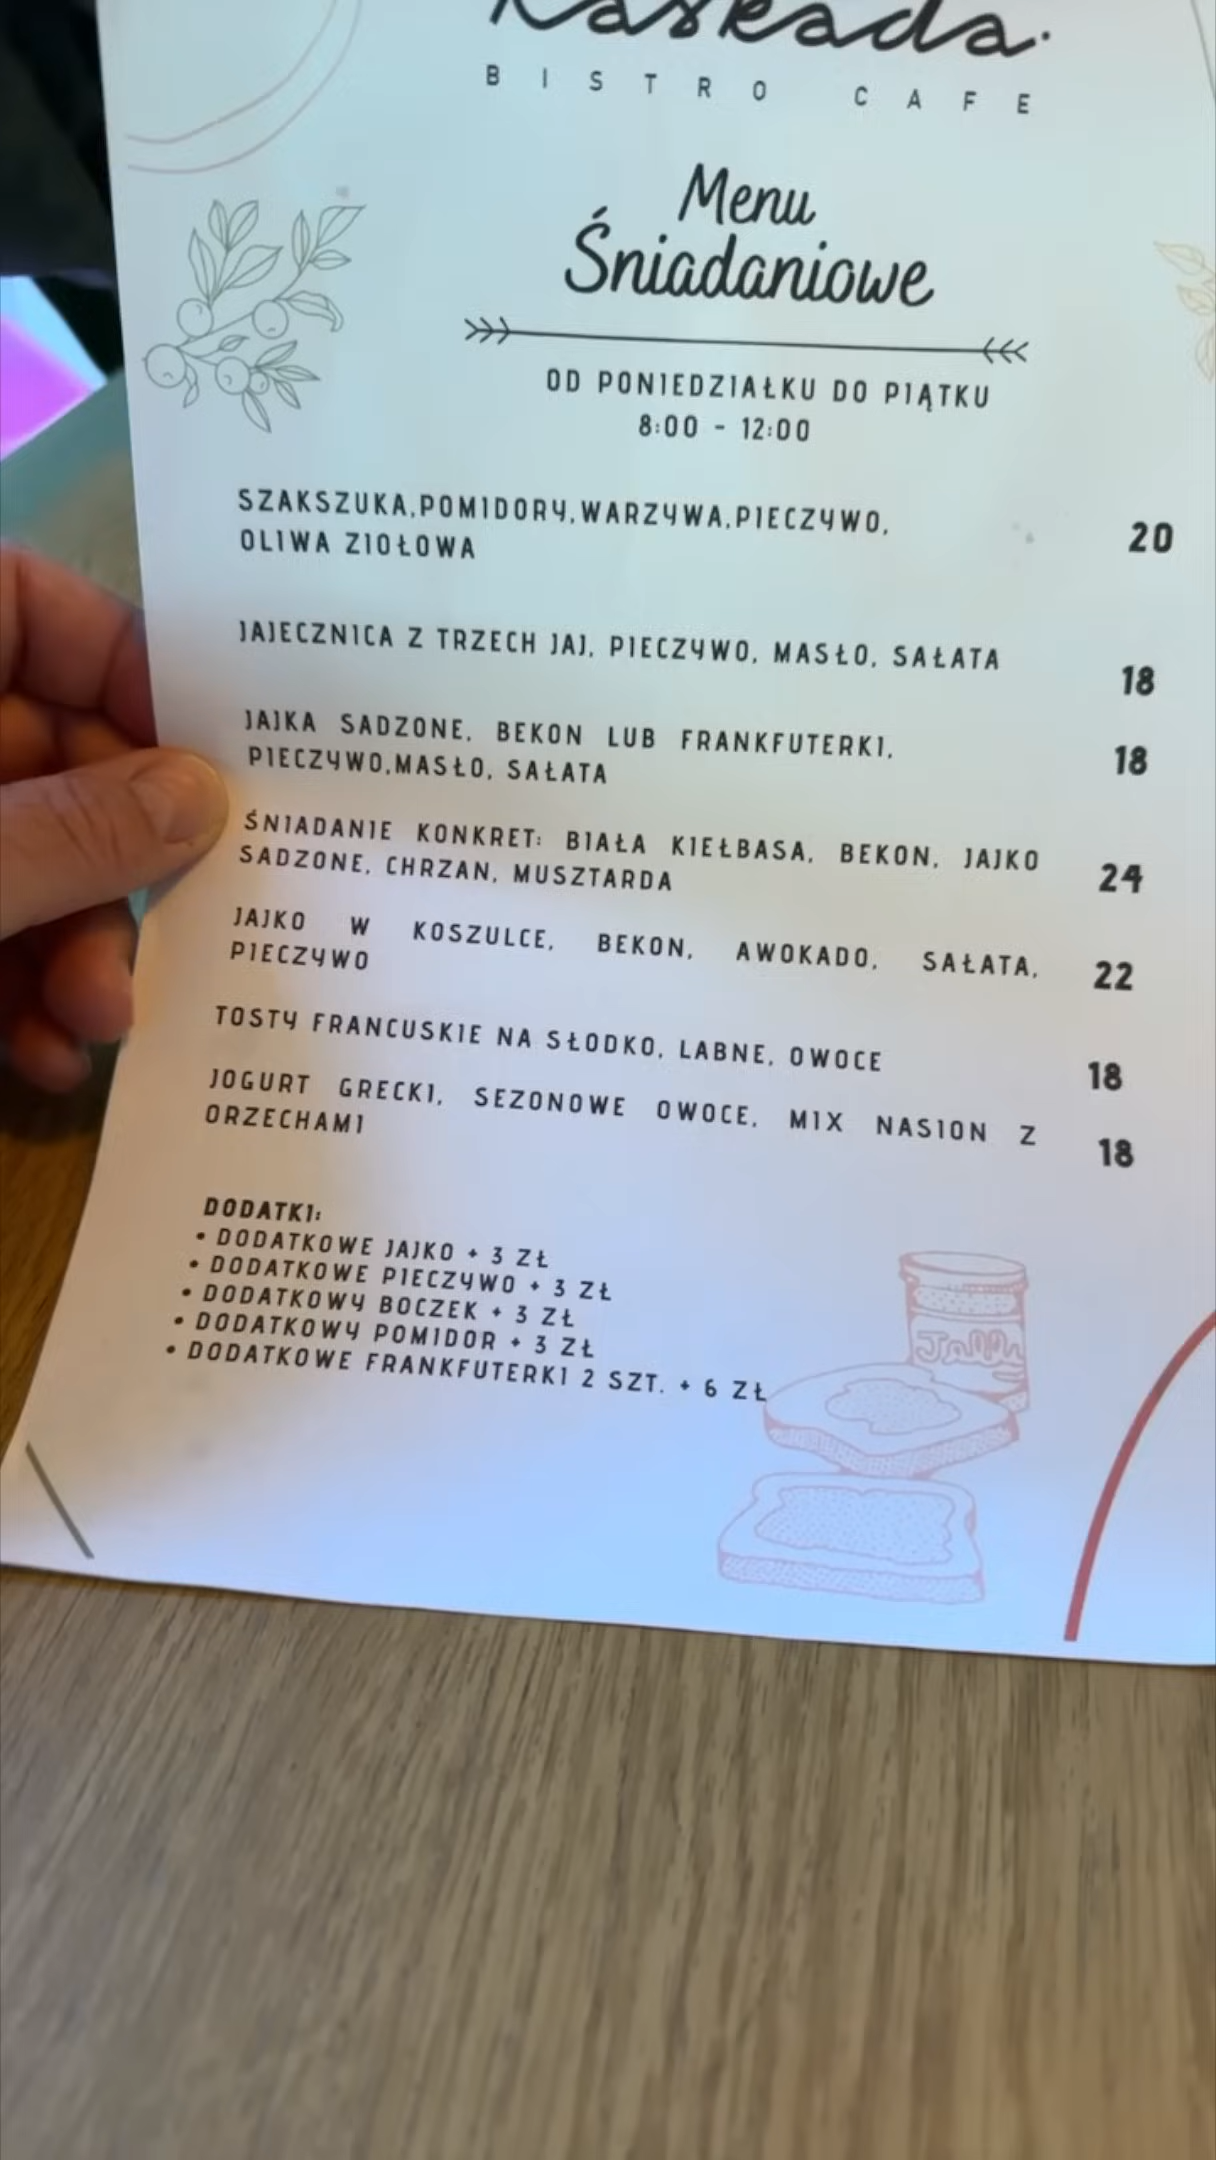 Kaskada
BISTRO CAFE
Menu
Śniadaniowe
OD PONIEDZIAŁKU DO PIĄTKU
8:00 - 12:00
SZAKSZUKA,POMIDORY,WARZYWA,PIECZYWO, 20
OLIWA ZIOŁOWA
JAJECZNICA Z TRZECH JAJ, PIECZYWO, MASŁO, SAŁATA 18
JAJKA SADZONE, BEKON LUB FRANKFUTERKI, 18
PIECZYWO,MASŁO, SAŁATA
ŚNIADANIE KONKRET: BIAŁA KIEŁBASA, BEKON, JAJKO 24
SADZONE, CHRZAN, MUSZTARDA
JAJKO W KOSZULCE, BEKON, AWOKADO, SAŁATA, 22
PIECZYWO
TOSTY FRANCUSKIE NA SŁODKO, LABNE, OWOCE 18
JOGURT GRECKI, SEZONOWE OWOCE, MIX NASION Z 18
ORZECHAMI
DODATKI:
• DODATKOWE JAJKO + 3 ZŁ
• DODATKOWE PIECZYWO + 3 ZŁ
• DODATKOWY BOCZEK + 3 ZŁ
• DODATKOWY POMIDOR + 3 ZŁ
• DODATKOWE FRANKFUTERKI 2 SZT. + 6 ZŁ